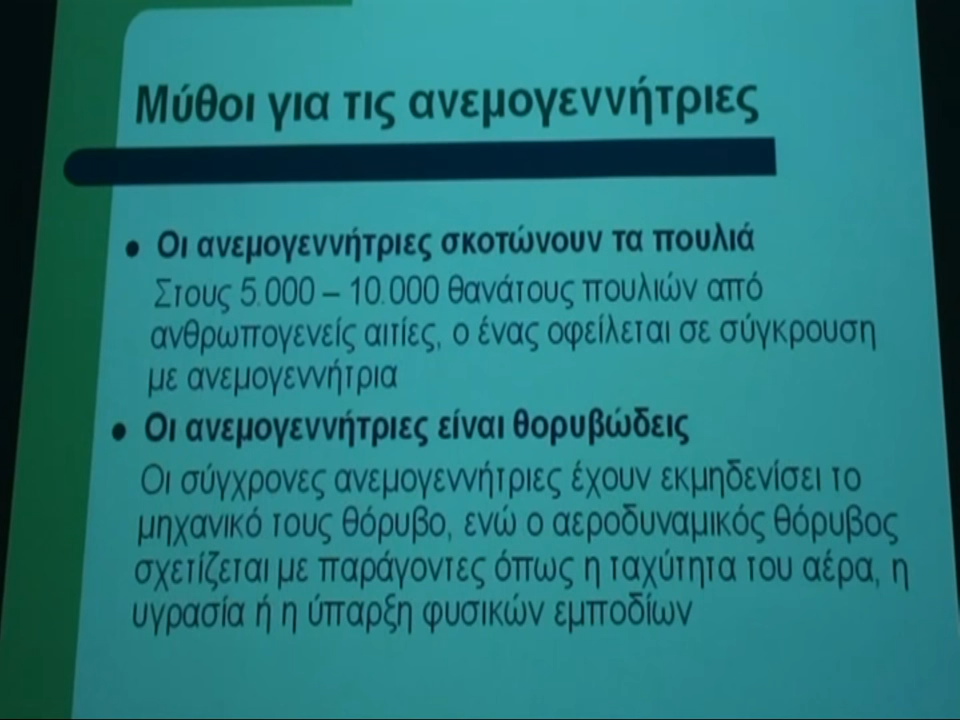 Μύθοι για τις ανεμογεννήτριες
● Οι ανεμογεννήτριες σκοτώνουν τα πουλιά
Στους 5.000 – 10.000 θανάτους πουλιών από
ανθρωπογενείς αιτίες, ο ένας οφείλεται σε σύγκρουση
με ανεμογεννήτρια
● Οι ανεμογεννήτριες είναι θορυβώδεις
Οι σύγχρονες ανεμογεννήτριες έχουν εκμηδενίσει το
μηχανικό τους θόρυβο, ενώ ο αεροδυναμικός θόρυβος
σχετίζεται με παράγοντες όπως η ταχύτητα του αέρα, η
υγρασία ή η ύπαρξη φυσικών εμποδίων